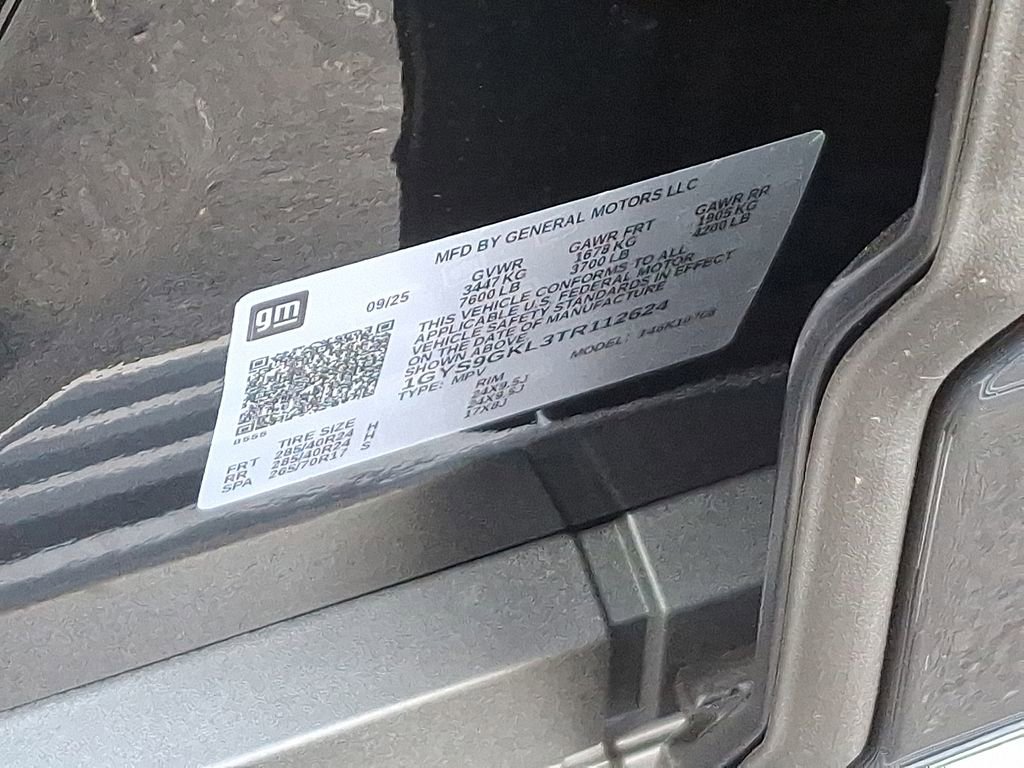 MFD BY GENERAL MOTORS LLC
gm
09/25
GVWR GAWR FRT GAWR RR
3447 KG 1678 KG 1905 KG
7600 LB 3700 LB 4200 LB
THIS VEHICLE CONFORMS TO ALL
APPLICABLE U.S. FEDERAL MOTOR
VEHICLE SAFETY STANDARDS IN EFFECT
ON THE DATE OF MANUFACTURE
SHOWN ABOVE.
1GYS9GKL3TR112624
TYPE: MPV MODEL:
TIRE SIZE RIM
FRT 285/40R24 H 24X9.5J
RR 285/40R24 H 24X9.5J
SPA 265/70R17 S 17X8J